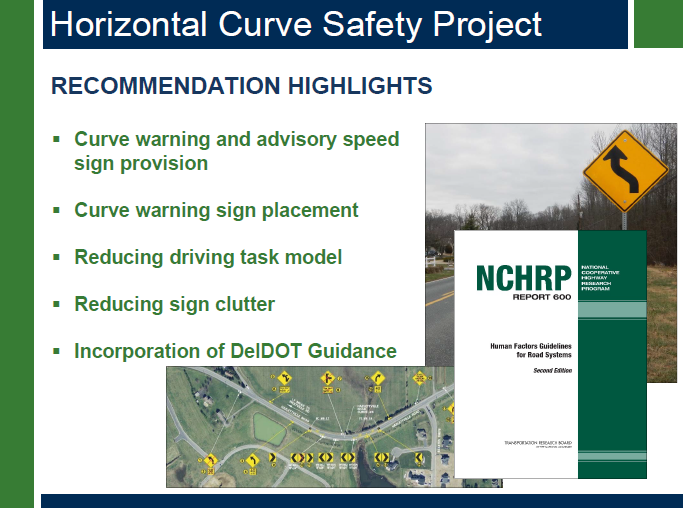 Horizontal Curve Safety Project
RECOMMENDATION HIGHLIGHTS
Curve warning and advisory speed
sign provision
Curve warning sign placement
Reducing driving task model
Reducing sign clutter
Incorporation of DelDOT Guidance
NCHRP
REPORT 600
NATIONAL
COOPERATIVE
HIGHWAY
RESEARCH
PROGRAM
Human Factors Guidelines
for Road Systems
Second Edition
TRANSPORTATION RESEARCH BOARD